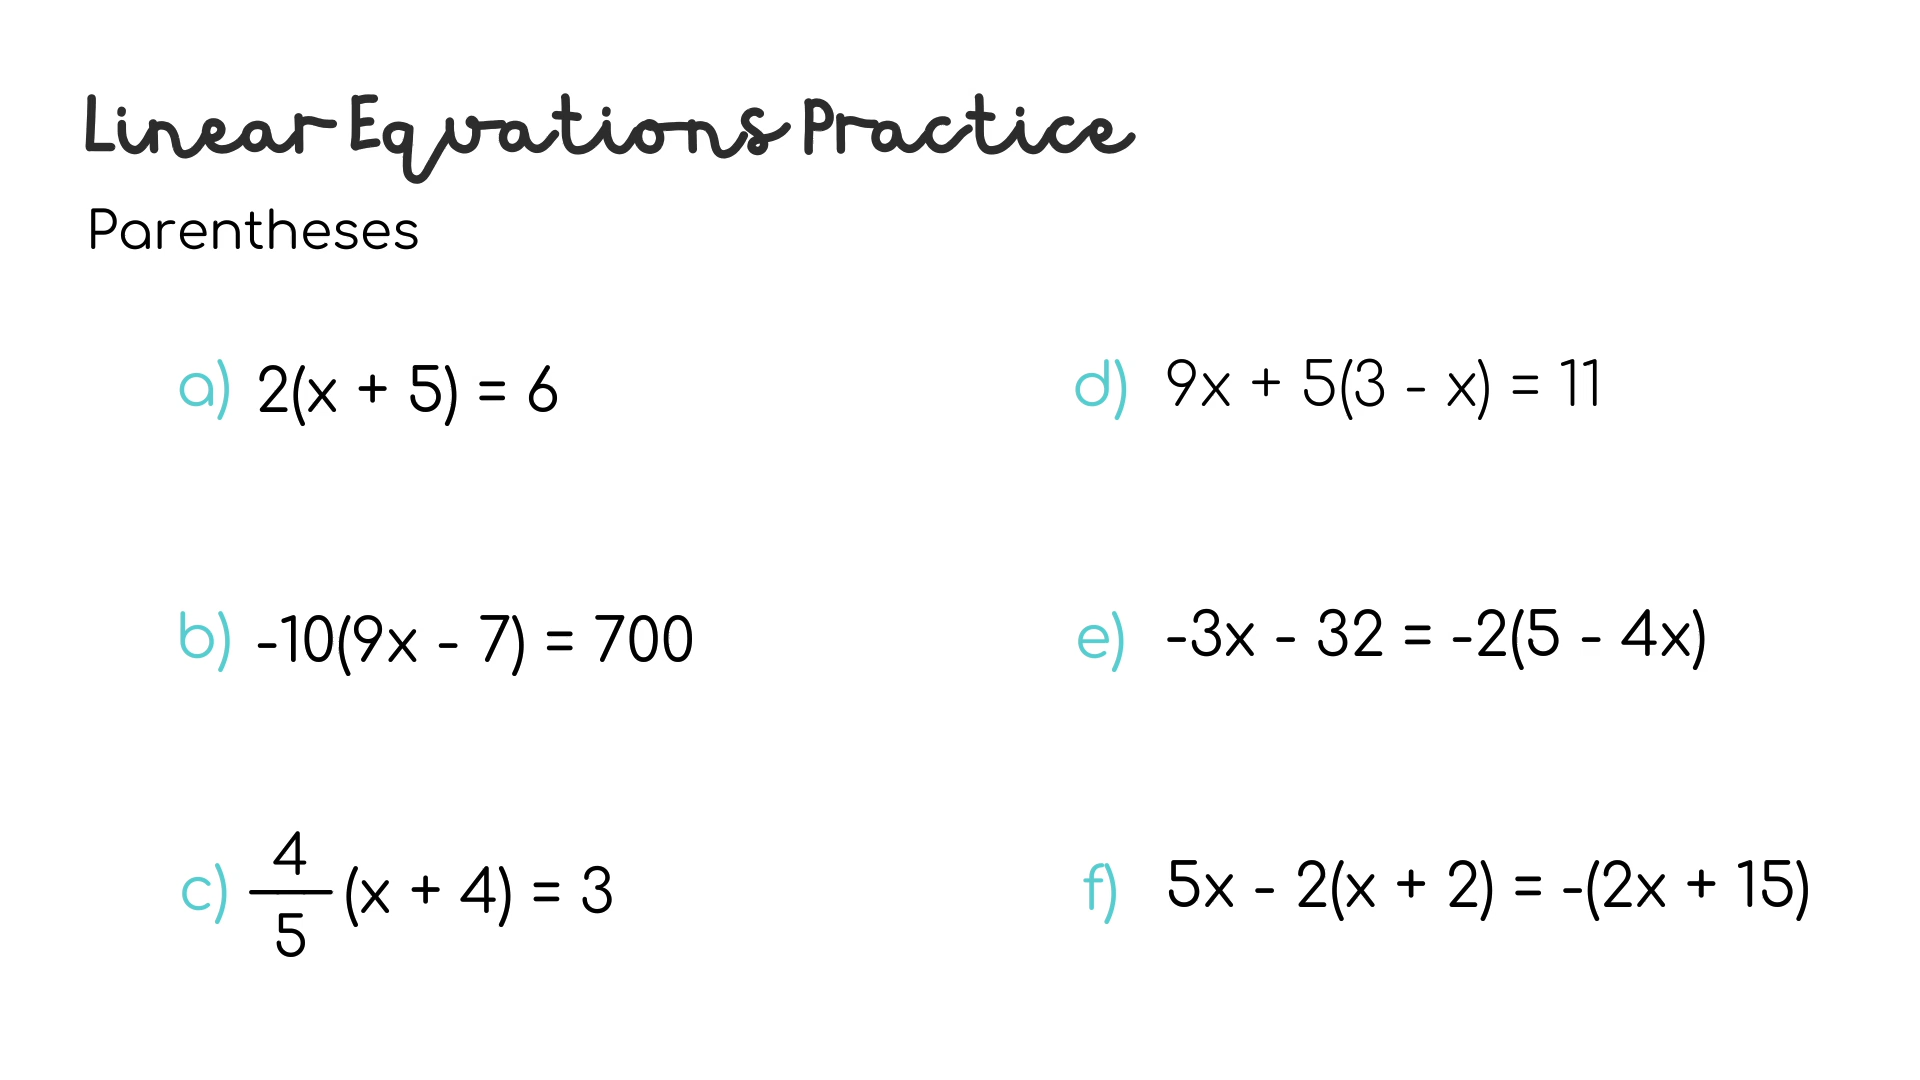 Linear Equations Practice
Parentheses
a) 2(x + 5) = 6
b) -10(9x - 7) = 700
c) 4/5 (x + 4) = 3
d) 9x + 5(3 - x) = 11
e) -3x - 32 = -2(5 - 4x)
f) 5x - 2(x + 2) = -(2x + 15)